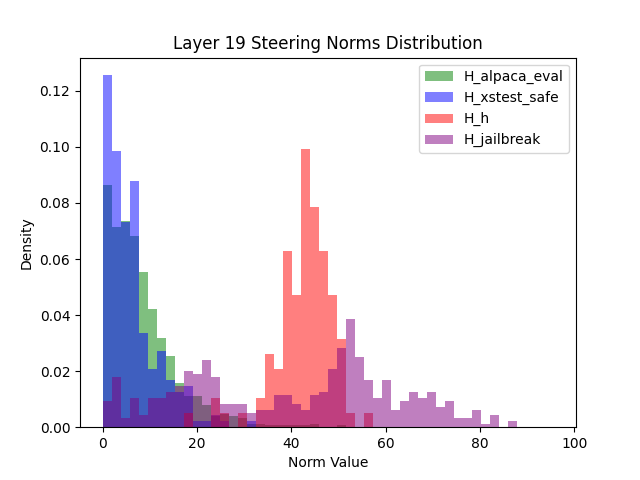 Layer 19 Steering Norms Distribution
H_alpaca_eval
H_xstest_safe
H_h
H_jailbreak
0.12
0.10
0.08
0.06
0.04
0.02
0.00
Density
0 20 40 60 80 100
Norm Value